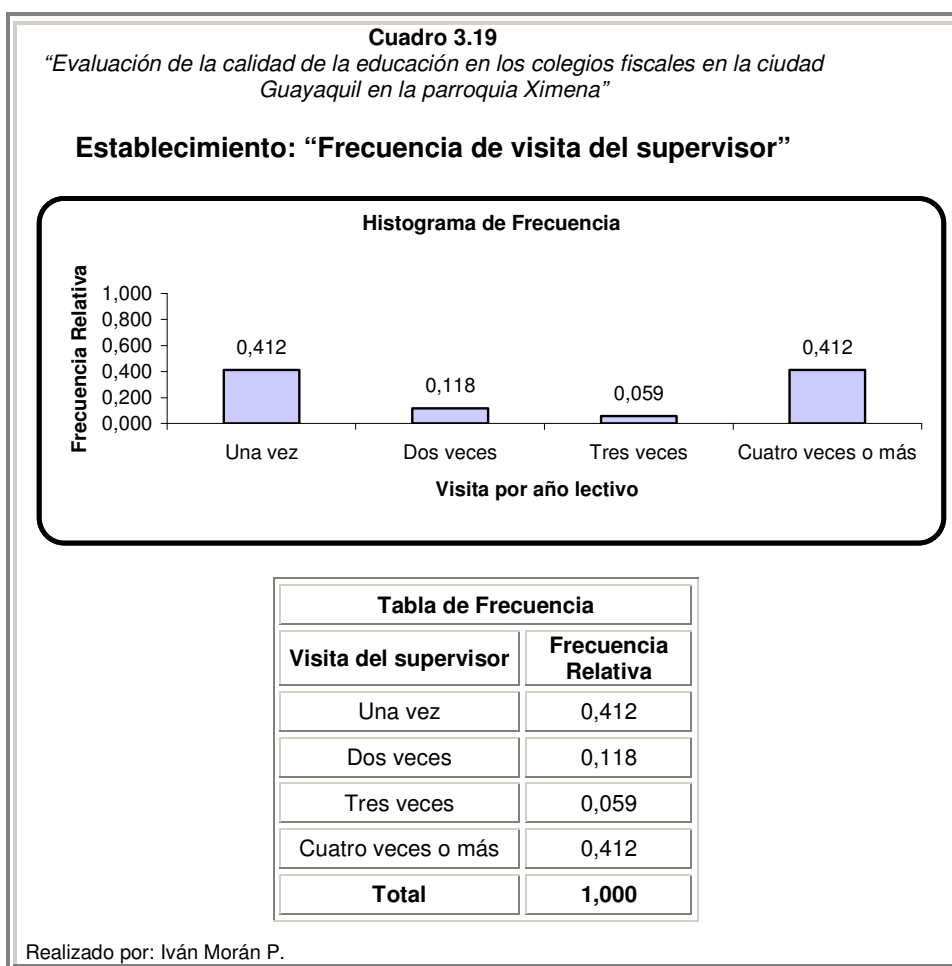 Cuadro 3.19
“Evaluación de la calidad de la educación en los colegios fiscales en la ciudad
Guayaquil en la parroquia Ximena”
Establecimiento: “Frecuencia de visita del supervisor”
Histograma de Frecuencia
Frecuencia Relativa
1,000
0,800
0,600
0,400
0,200
0,000
0,412
0,118
0,059
0,412
Una vez
Dos veces
Tres veces
Cuatro veces o más
Visita por año lectivo
Tabla de Frecuencia
Visita del supervisor
Frecuencia
Relativa
Una vez 0,412
Dos veces 0,118
Tres veces 0,059
Cuatro veces o más 0,412
Total 1,000
Realizado por: Iván Morán P.